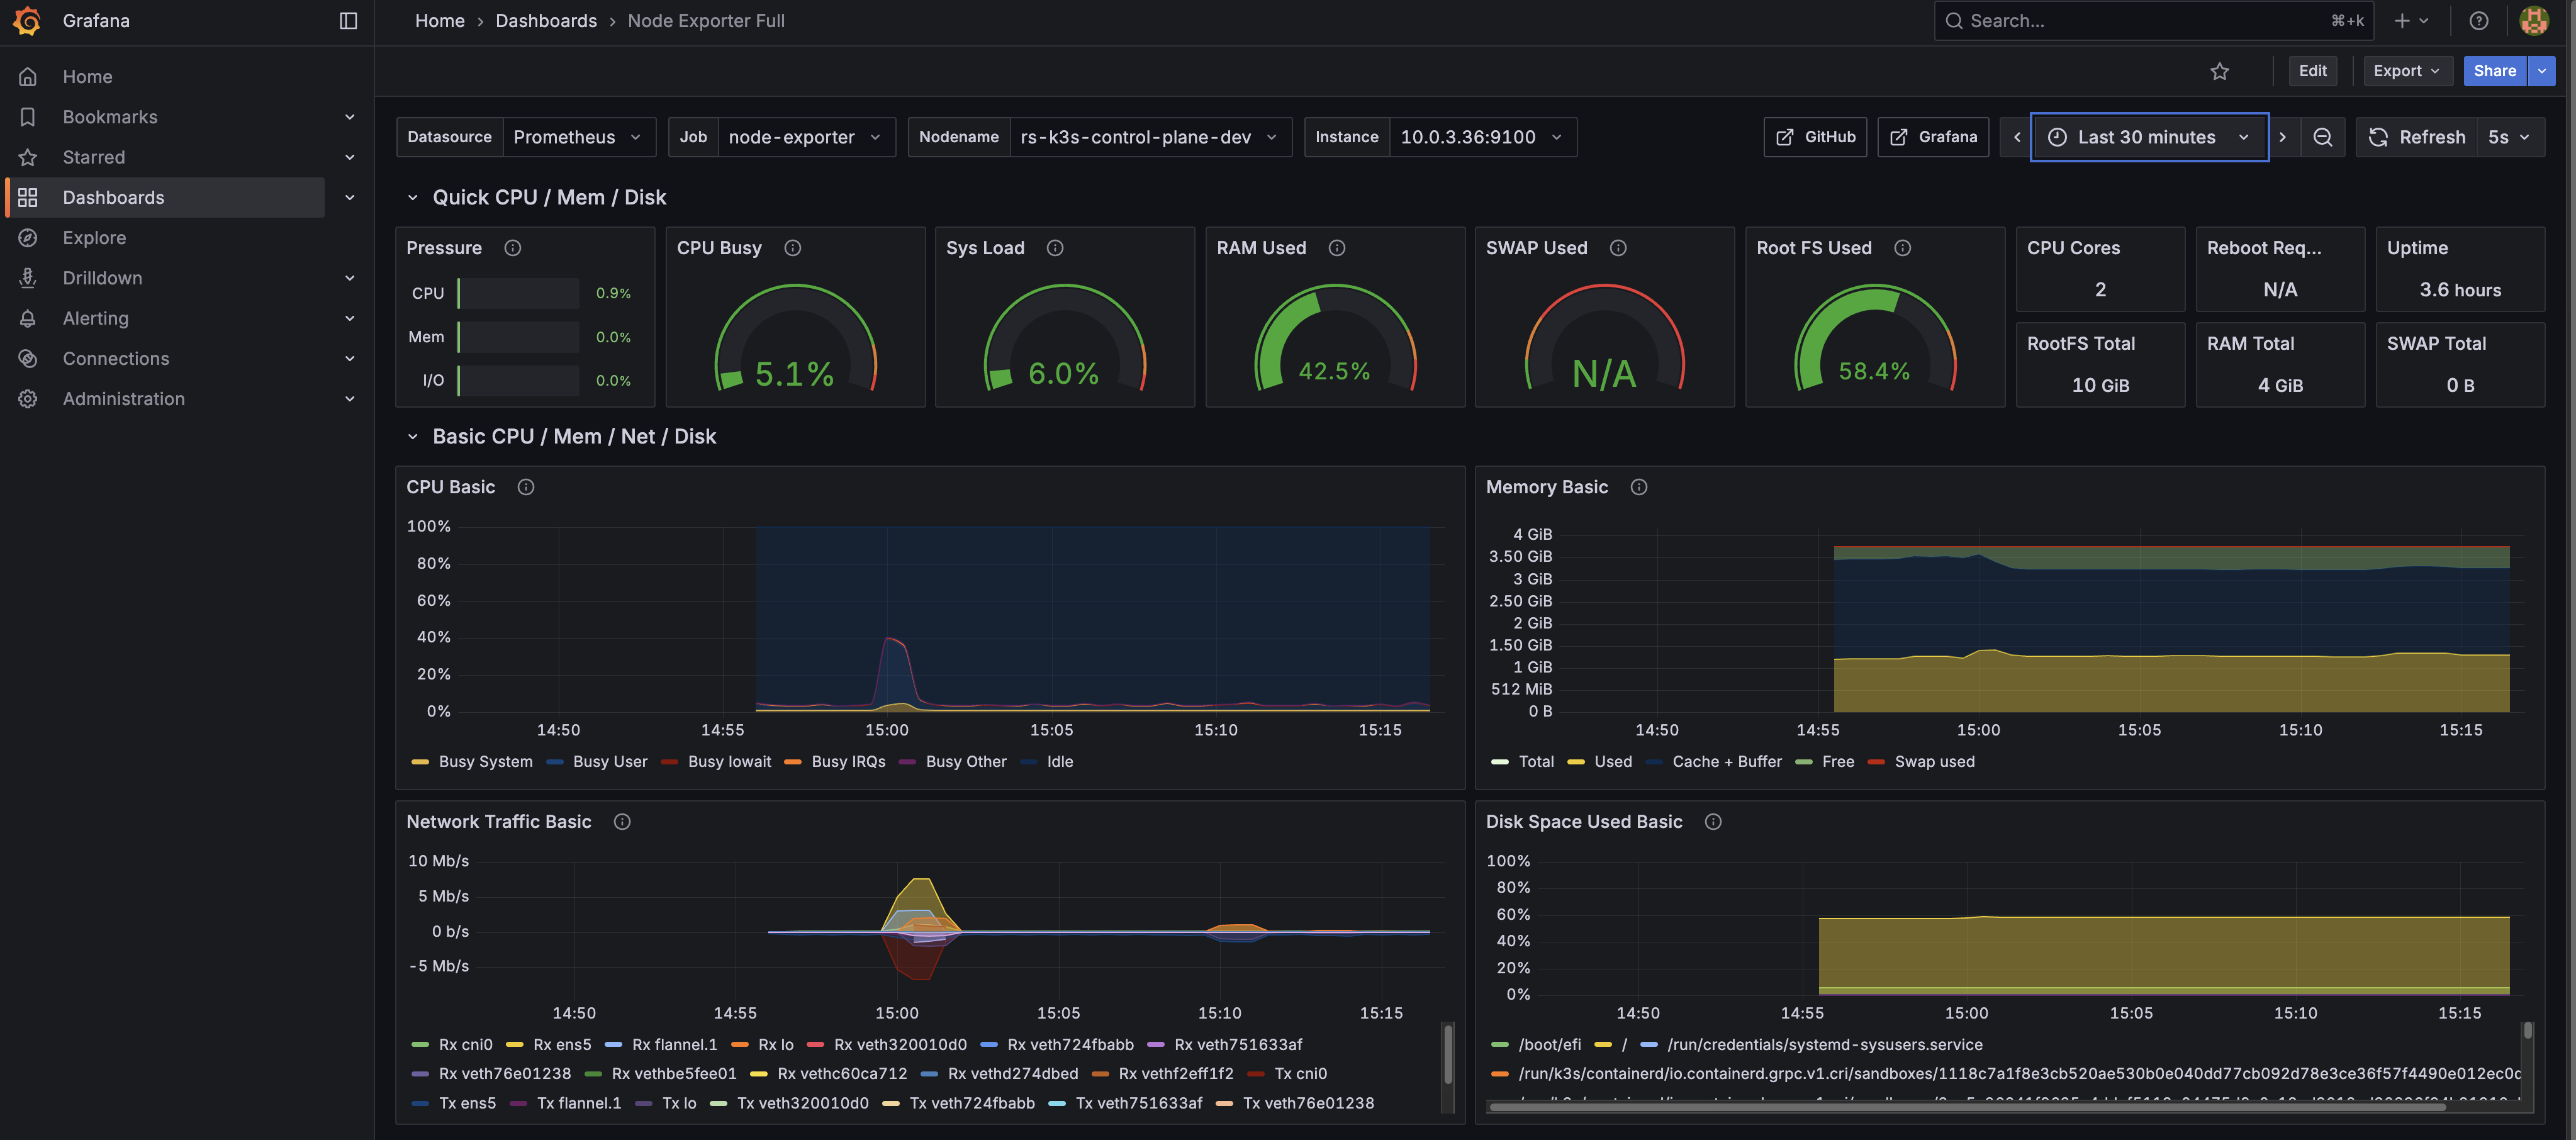 Grafana
Home › Dashboards › Node Exporter Full
Search... ⌘+k
Home
Bookmarks
Starred
Dashboards
Explore
Drilldown
Alerting
Connections
Administration
Edit Export Share
Datasource Prometheus Job node-exporter Nodename rs-k3s-control-plane-dev Instance 10.0.3.36:9100 GitHub Grafana Last 30 minutes Refresh 5s
Quick CPU / Mem / Disk
Pressure
CPU 0.9%
Mem 0.0%
I/O 0.0%
CPU Busy
5.1%
Sys Load
6.0%
RAM Used
42.5%
SWAP Used
N/A
Root FS Used
58.4%
CPU Cores
2
Reboot Req...
N/A
Uptime
3.6 hours
RootFS Total
10 GiB
RAM Total
4 GiB
SWAP Total
0 B
Basic CPU / Mem / Net / Disk
CPU Basic
100%
80%
60%
40%
20%
0%
14:50 14:55 15:00 15:05 15:10 15:15
Busy System Busy User Busy Iowait Busy IRQs Busy Other Idle
Memory Basic
4 GiB
3.50 GiB
3 GiB
2.50 GiB
2 GiB
1.50 GiB
1 GiB
512 MiB
0 B
14:50 14:55 15:00 15:05 15:10 15:15
Total Used Cache + Buffer Free Swap used
Network Traffic Basic
10 Mb/s
5 Mb/s
0 b/s
-5 Mb/s
14:50 14:55 15:00 15:05 15:10 15:15
Rx cni0 Rx ens5 Rx flannel.1 Rx lo Rx veth320010d0 Rx veth724fbabb Rx veth751633af
Rx veth76e01238 Rx vethbe5fee01 Rx vethc60ca712 Rx vethd274dbed Rx vethf2eff1f2 Tx cni0
Tx ens5 Tx flannel.1 Tx lo Tx veth320010d0 Tx veth724fbabb Tx veth751633af Tx veth76e01238
Disk Space Used Basic
100%
80%
60%
40%
20%
0%
14:50 14:55 15:00 15:05 15:10 15:15
/boot/efi / /run/credentials/systemd-sysusers.service
/run/k3s/containerd/io.containerd.grpc.v1.cri/sandboxes/1118c7a1f8e3cb520ae530b0e040dd77cb092d78e3ce36f57f4490e012ec0c